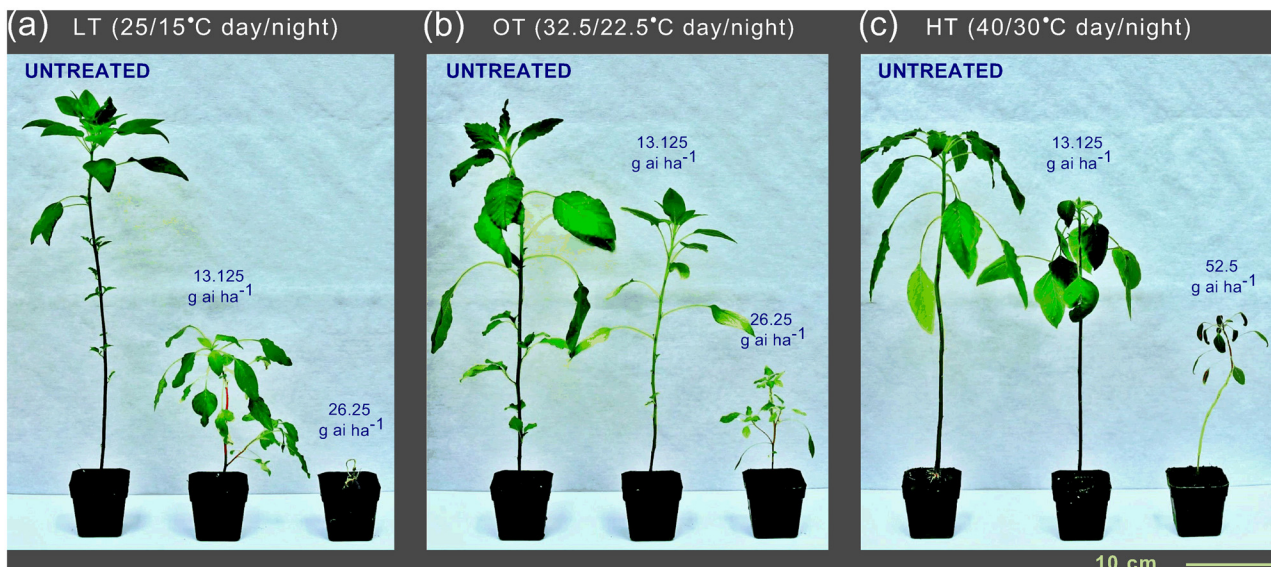 (a) LT (25/15°C day/night)
UNTREATED
13.125
g ai ha⁻¹
26.25
g ai ha⁻¹
(b) OT (32.5/22.5°C day/night)
UNTREATED
13.125
g ai ha⁻¹
26.25
g ai ha⁻¹
(c) HT (40/30°C day/night)
UNTREATED
13.125
g ai ha⁻¹
52.5
g ai ha⁻¹
10 cm